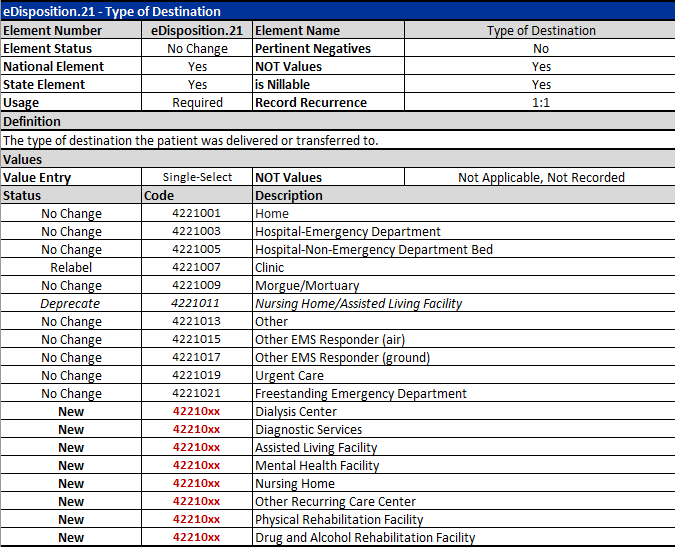 eDisposition.21 - Type of Destination
Element Number eDisposition.21 Element Name Type of Destination
Element Status No Change Pertinent Negatives No
National Element Yes NOT Values Yes
State Element Yes is Nillable Yes
Usage Required Record Recurrence 1:1
Definition
The type of destination the patient was delivered or transferred to.
Values
Value Entry Single-Select NOT Values Not Applicable, Not Recorded
Status Code Description
No Change 4221001 Home
No Change 4221003 Hospital-Emergency Department
No Change 4221005 Hospital-Non-Emergency Department Bed
Relabel 4221007 Clinic
No Change 4221009 Morgue/Mortuary
Deprecate 4221011 Nursing Home/Assisted Living Facility
No Change 4221013 Other
No Change 4221015 Other EMS Responder (air)
No Change 4221017 Other EMS Responder (ground)
No Change 4221019 Urgent Care
No Change 4221021 Freestanding Emergency Department
New 42210xx Dialysis Center
New 42210xx Diagnostic Services
New 42210xx Assisted Living Facility
New 42210xx Mental Health Facility
New 42210xx Nursing Home
New 42210xx Other Recurring Care Center
New 42210xx Physical Rehabilitation Facility
New 42210xx Drug and Alcohol Rehabilitation Facility